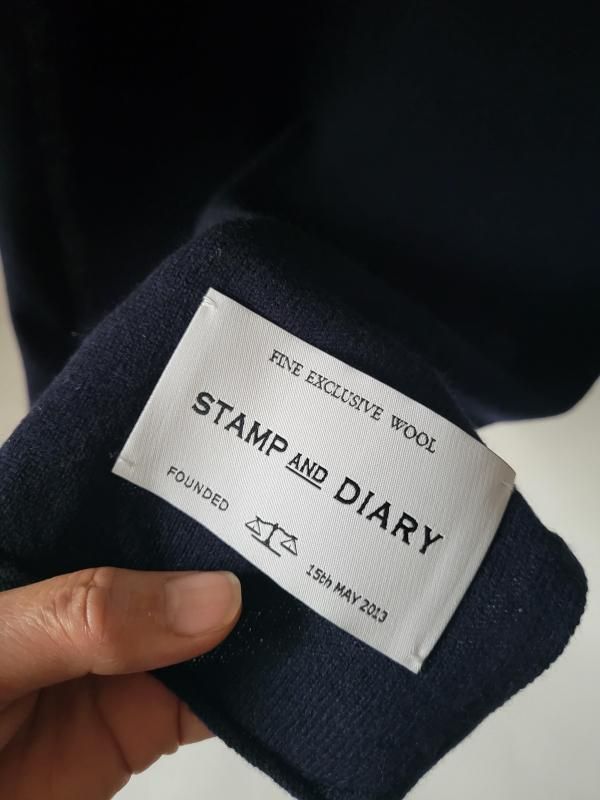 FINE EXCLUSIVE WOOL
STAMP AND DIARY
FOUNDED 15th MAY 2013